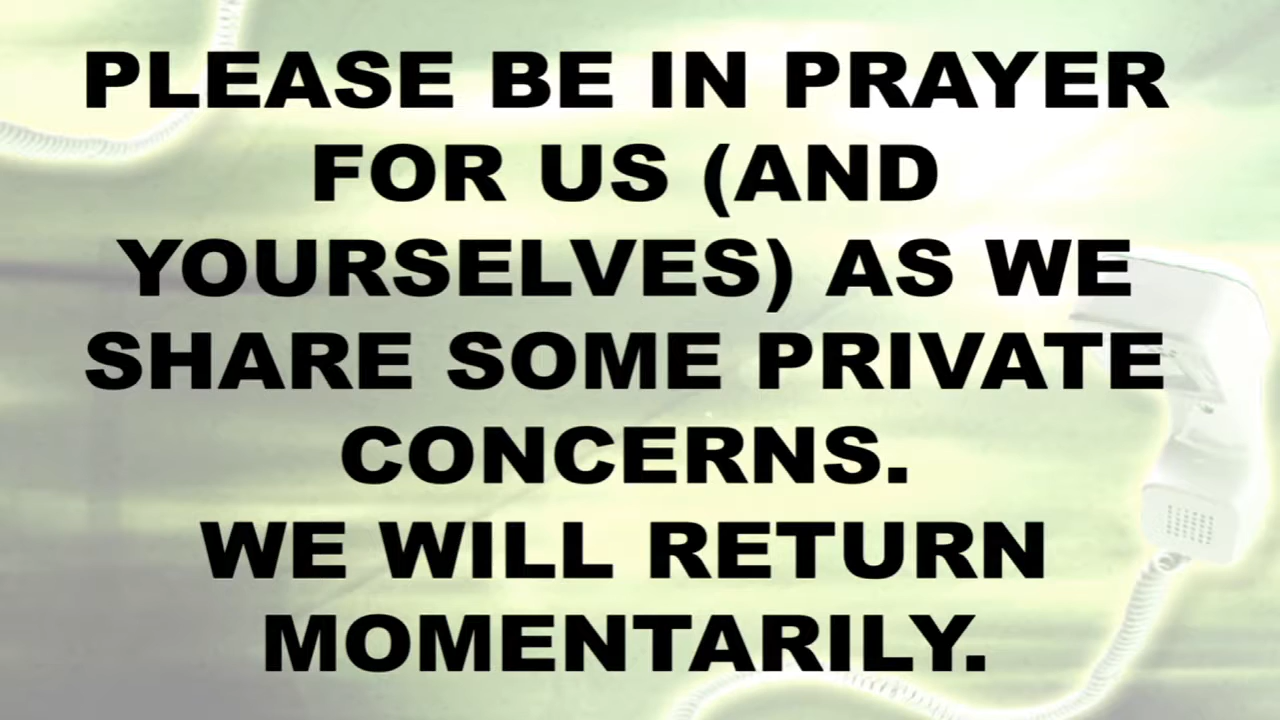 PLEASE BE IN PRAYER
FOR US (AND
YOURSELVES) AS WE
SHARE SOME PRIVATE
CONCERNS.
WE WILL RETURN
MOMENTARILY.